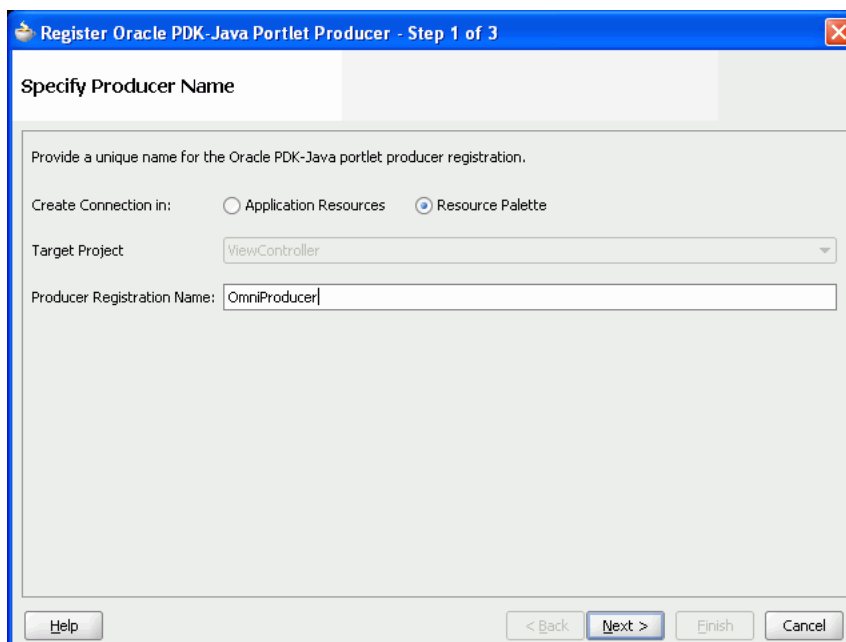 Register Oracle PDK-Java Portlet Producer - Step 1 of 3
Specify Producer Name
Provide a unique name for the Oracle PDK-Java portlet producer registration.
Create Connection in: Application Resources Resource Palette
Target Project ViewController
Producer Registration Name: OmniProducer
Help < Back Next > Finish Cancel